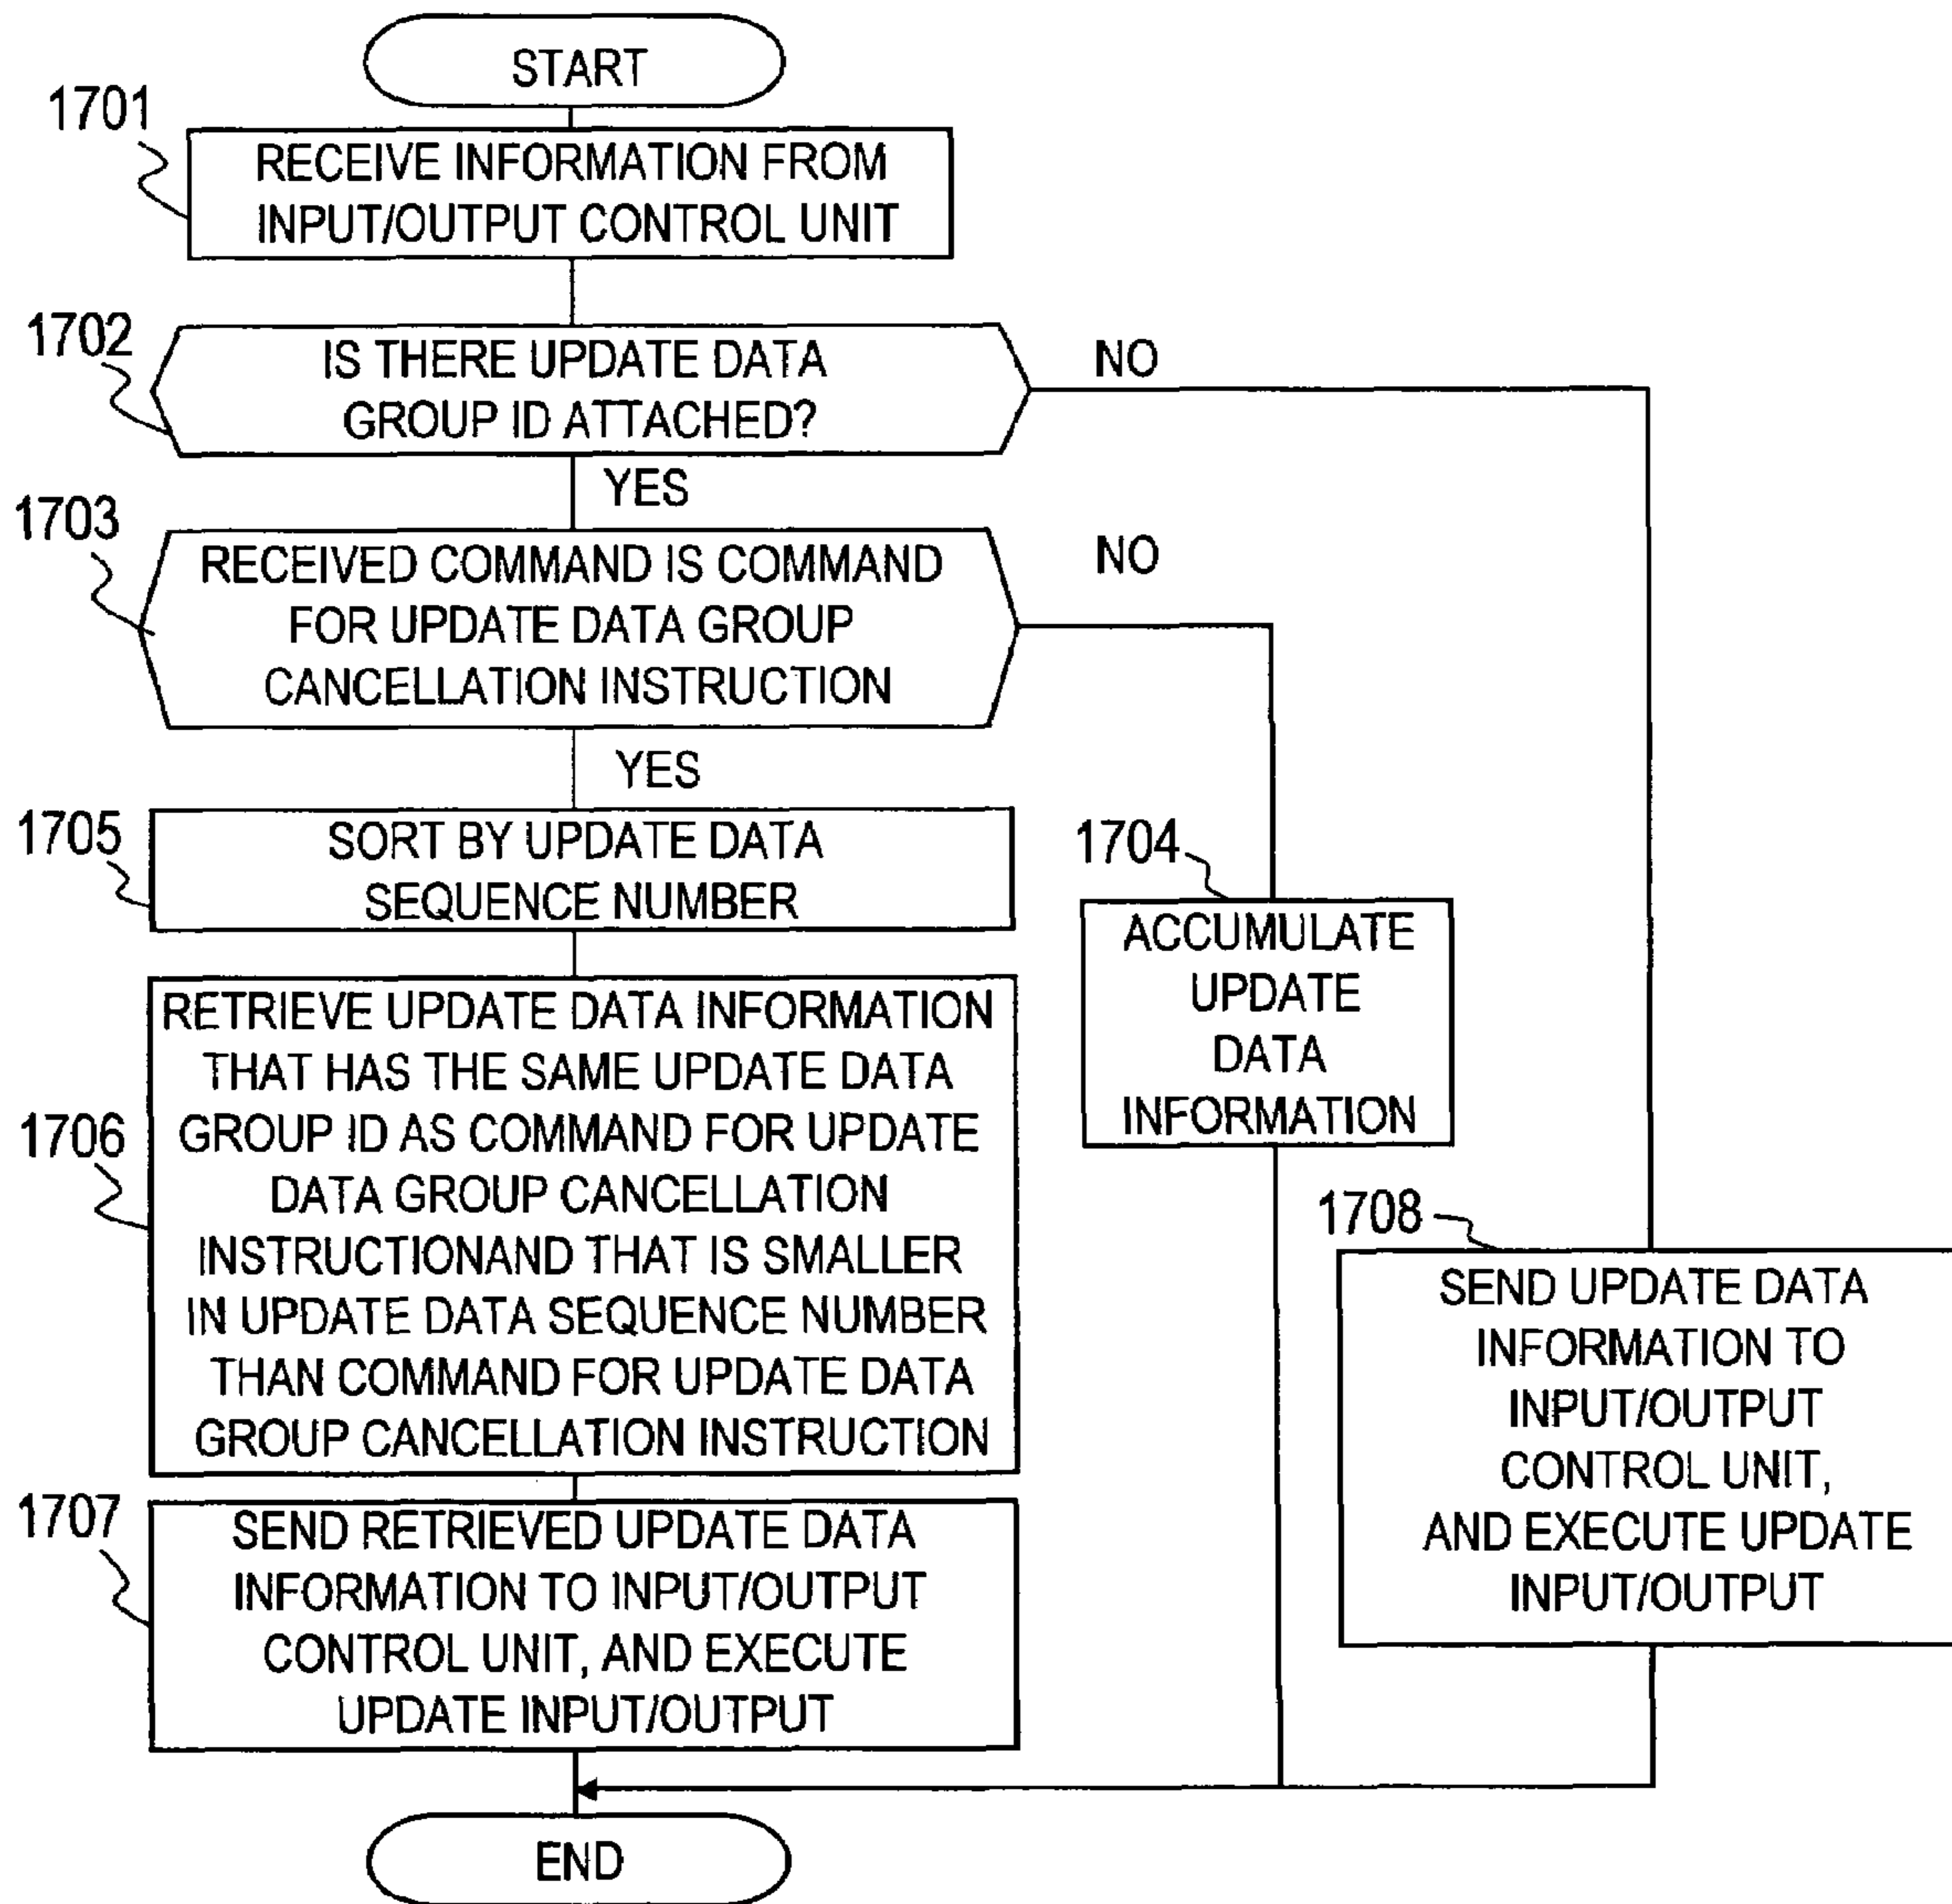 START
1701
RECEIVE INFORMATION FROM
INPUT/OUTPUT CONTROL UNIT
1702
IS THERE UPDATE DATA
GROUP ID ATTACHED?
NO
YES
1703
RECEIVED COMMAND IS COMMAND
FOR UPDATE DATA GROUP
CANCELLATION INSTRUCTION
NO
YES
1705
SORT BY UPDATE DATA
SEQUENCE NUMBER
1704
ACCUMULATE
UPDATE
DATA
INFORMATION
1706
RETRIEVE UPDATE DATA INFORMATION
THAT HAS THE SAME UPDATE DATA
GROUP ID AS COMMAND FOR UPDATE
DATA GROUP CANCELLATION
INSTRUCTIONAND THAT IS SMALLER
IN UPDATE DATA SEQUENCE NUMBER
THAN COMMAND FOR UPDATE DATA
GROUP CANCELLATION INSTRUCTION
1708
SEND UPDATE DATA
INFORMATION TO
INPUT/OUTPUT
CONTROL UNIT,
AND EXECUTE UPDATE
INPUT/OUTPUT
1707
SEND RETRIEVED UPDATE DATA
INFORMATION TO INPUT/OUTPUT
CONTROL UNIT, AND EXECUTE
UPDATE INPUT/OUTPUT
END